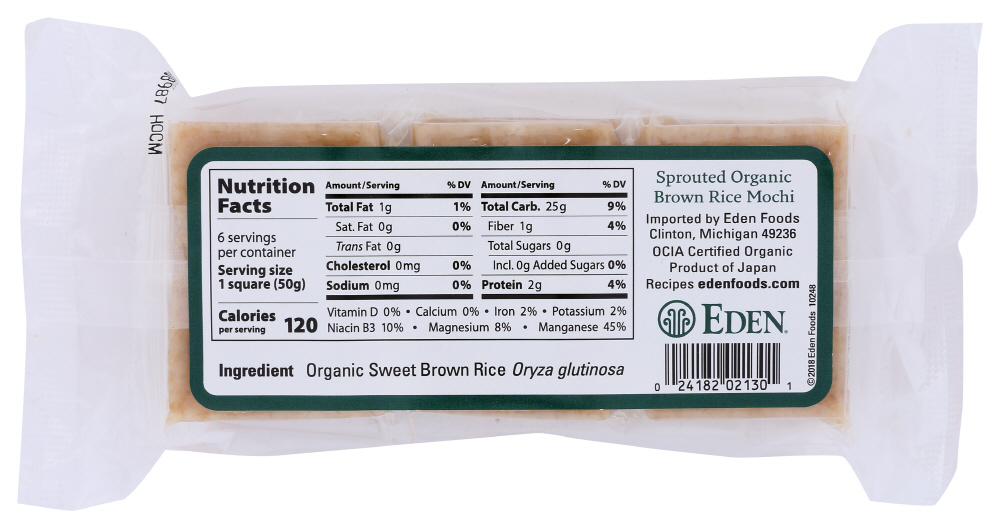 Nutrition
Facts
6 servings
per container
Serving size
1 square (50g)
Calories
per serving 120
Amount/Serving % DV
Total Fat 1g 1%
Sat. Fat 0g 0%
Trans Fat 0g
Cholesterol 0mg 0%
Sodium 0mg 0%
Amount/Serving % DV
Total Carb. 25g 9%
Fiber 1g 4%
Total Sugars 0g
Incl. 0g Added Sugars 0%
Protein 2g 4%
Vitamin D 0% • Calcium 0% • Iron 2% • Potassium 2%
Niacin B3 10% • Magnesium 8% • Manganese 45%
Ingredient Organic Sweet Brown Rice Oryza glutinosa
Sprouted Organic
Brown Rice Mochi
Imported by Eden Foods
Clinton, Michigan 49236
OCIA Certified Organic
Product of Japan
Recipes edenfoods.com
EDEN®
0 24182 02130 1
©2018 Eden Foods 10248